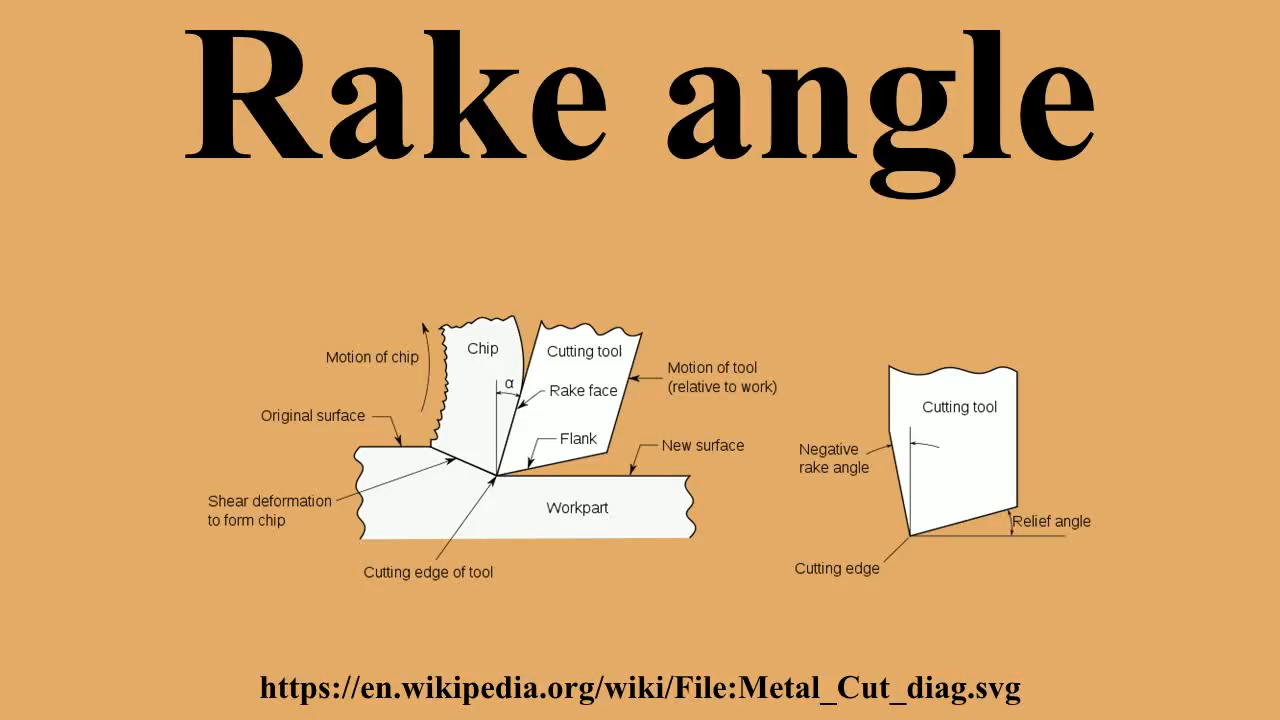 Rake angle
Motion of chip
Chip
Cutting tool
α
Rake face
Motion of tool
(relative to work)
Original surface
Flank
New surface
Shear deformation
to form chip
Workpart
Cutting edge of tool
Cutting tool
Negative
rake angle
Relief angle
Cutting edge
https://en.wikipedia.org/wiki/File:Metal_Cut_diag.svg